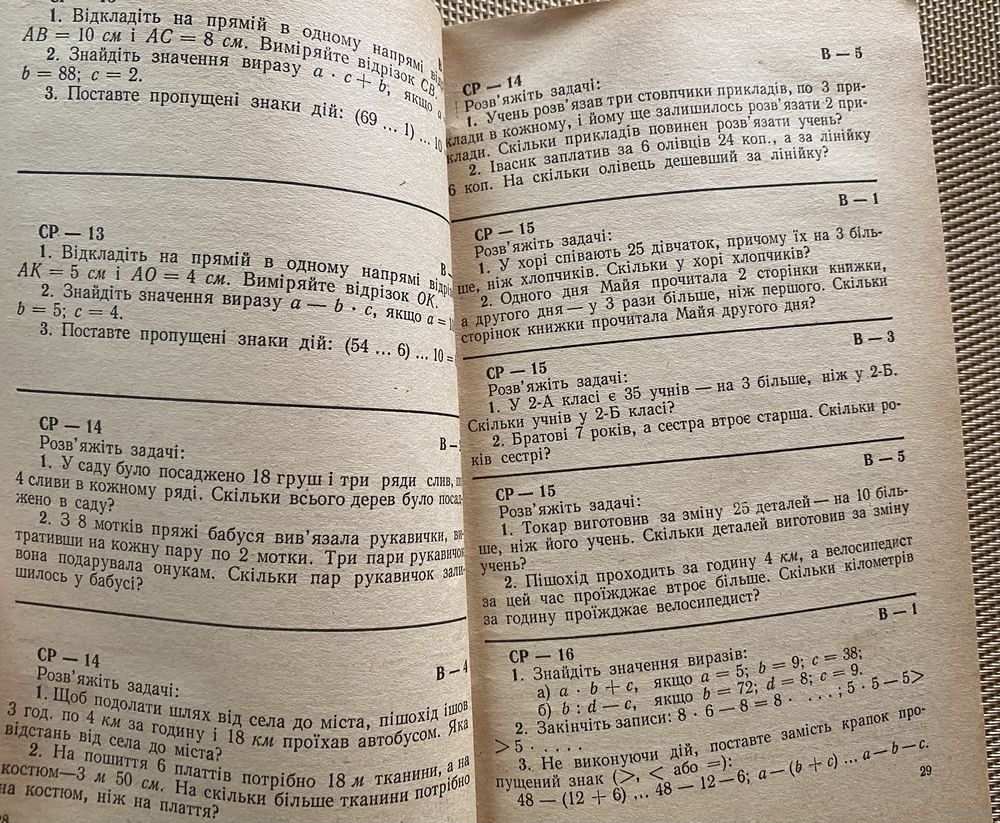 1. Відкладіть на прямій в одному напрямі
AB = 10 см і AC = 8 см. Виміряйте відрізок CB.
2. Знайдіть значення виразу a · c + b, якщо
b = 88; c = 2.
3. Поставте пропущені знаки дій: (69 ... 1) ... 10
СР — 13
В —
1. Відкладіть на прямій в одному напрямі
AK = 5 см і AO = 4 см. Виміряйте відрізок OK.
2. Знайдіть значення виразу a — b · c, якщо a =
b = 5; c = 4.
3. Поставте пропущені знаки дій: (54 ... 6) ... 10 =
СР — 14
В —
Розв'яжіть задачі:
1. У саду було посаджено 18 груш і три ряди слив,
4 сливи в кожному ряді. Скільки всього дерев було
жено в саду?
2. З 8 мотків пряжі бабуся вив'язала рукавички, ви-
тративши на кожну пару по 2 мотки. Три пари рукавичок
вона подарувала онукам. Скільки пар рукавичок зали-
шилось у бабусі?
СР — 14
В — 4
Розв'яжіть задачі:
1. Щоб подолати шлях від села до міста, пішохід ішов
3 год. по 4 км за годину і 18 км проїхав автобусом. Яка
відстань від села до міста?
2. На пошиття 6 платтів потрібно 18 м тканини, а на
костюм—3 м 50 см. На скільки більше тканини потрібно
на костюм, ніж на плаття?
В — 5
СР — 14
Розв'яжіть задачі:
1. Учень розв'язав три стовпчики прикладів, по 3 при-
клади в кожному, і йому ще залишилось розв'язати 2 при-
клади. Скільки прикладів повинен розв'язати учень?
2. Івасик заплатив за 6 олівців 24 коп., а за лінійку
6 коп. На скільки олівець дешевший за лінійку?
В — 1
СР — 15
Розв'яжіть задачі:
1. У хорі співають 25 дівчаток, причому їх на 3 біль-
ше, ніж хлопчиків. Скільки у хорі хлопчиків?
2. Одного дня Майя прочитала 2 сторінки книжки,
а другого дня — у 3 рази більше, ніж першого. Скільки
сторінок книжки прочитала Майя другого дня?
В — 3
СР — 15
Розв'яжіть задачі:
1. У 2-А класі є 35 учнів — на 3 більше, ніж у 2-Б.
Скільки учнів у 2-Б класі?
2. Братові 7 років, а сестра втроє старша. Скільки ро-
ків сестрі?
В — 5
СР — 15
Розв'яжіть задачі:
1. Токар виготовив за зміну 25 деталей — на 10 біль-
ше, ніж його учень. Скільки деталей виготовив за зміну
учень?
2. Пішохід проходить за годину 4 км, а велосипедист
за цей час проїжджає втроє більше. Скільки кілометрів
за годину проїжджає велосипедист?
В — 1
СР — 16
1. Знайдіть значення виразів:
а) a · b + c, якщо a = 5; b = 9; c = 38;
б) b : d — c, якщо b = 72; d = 8; c = 9.
2. Закінчіть записи: 8 · 6 — 8 = 8 · . . . . ; 5 · 5 — 5>
>5 · . . . . .
3. Не виконуючи дій, поставте замість крапок про-
пущений знак (>, < або =):
48 — (12 + 6) ... 48 — 12 — 6; a — (b + c) ... a — b — c.
29